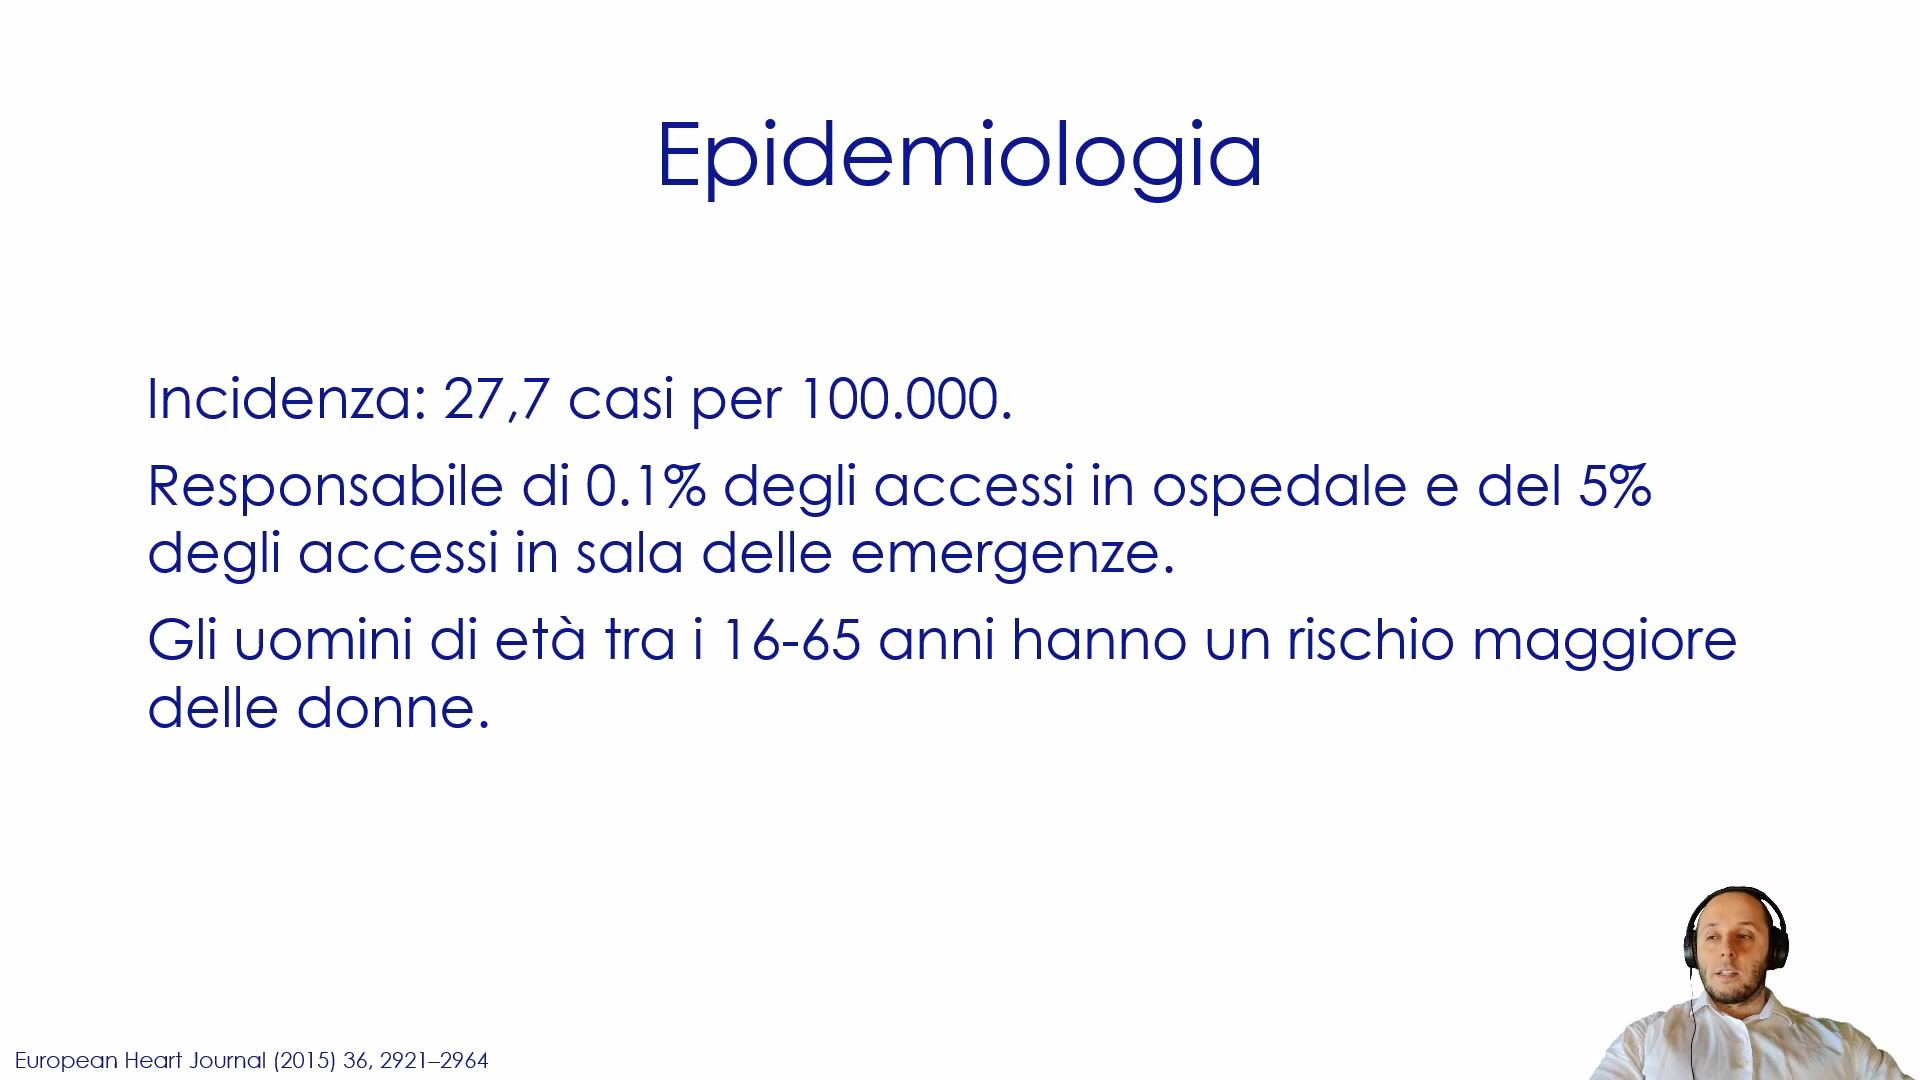 Epidemiologia
Incidenza: 27,7 casi per 100.000.
Responsabile di 0.1% degli accessi in ospedale e del 5%
degli accessi in sala delle emergenze.
Gli uomini di età tra i 16-65 anni hanno un rischio maggiore
delle donne.
European Heart Journal (2015) 36, 2921–2964